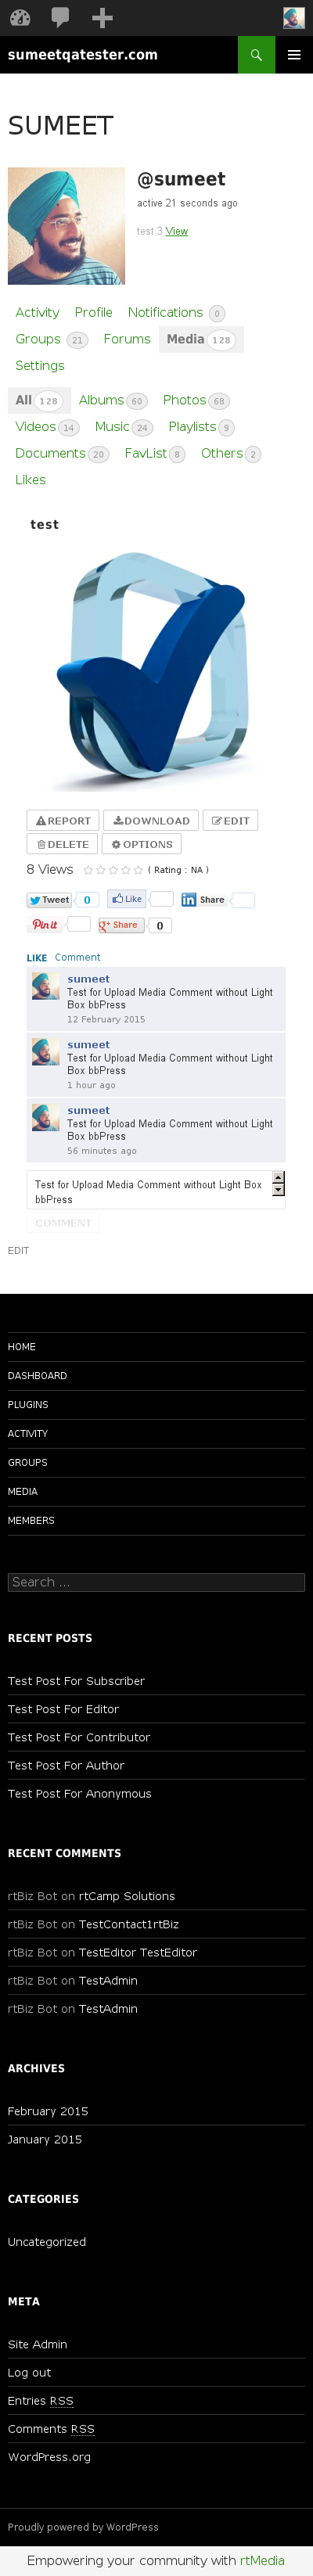 sumeetqatester.com
SUMEET
@sumeet
active 21 seconds ago
test 3 View
Activity Profile Notifications 0
Groups 21 Forums Media 128
Settings
All 128 Albums 60 Photos 68
Videos 14 Music 24 Playlists 9
Documents 20 FavList 8 Others 2
Likes
test
REPORT DOWNLOAD EDIT
DELETE OPTIONS
8 Views ( Rating : NA )
Tweet 0 Like Share
Pin it Share 0
LIKE Comment
sumeet
Test for Upload Media Comment without Light
Box bbPress
12 February 2015
sumeet
Test for Upload Media Comment without Light
Box bbPress
1 hour ago
sumeet
Test for Upload Media Comment without Light
Box bbPress
56 minutes ago
Test for Upload Media Comment without Light Box
bbPress
COMMENT
EDIT
HOME
DASHBOARD
PLUGINS
ACTIVITY
GROUPS
MEDIA
MEMBERS
Search ...
RECENT POSTS
Test Post For Subscriber
Test Post For Editor
Test Post For Contributor
Test Post For Author
Test Post For Anonymous
RECENT COMMENTS
rtBiz Bot on rtCamp Solutions
rtBiz Bot on TestContact1rtBiz
rtBiz Bot on TestEditor TestEditor
rtBiz Bot on TestAdmin
rtBiz Bot on TestAdmin
ARCHIVES
February 2015
January 2015
CATEGORIES
Uncategorized
META
Site Admin
Log out
Entries RSS
Comments RSS
WordPress.org
Proudly powered by WordPress
Empowering your community with rtMedia